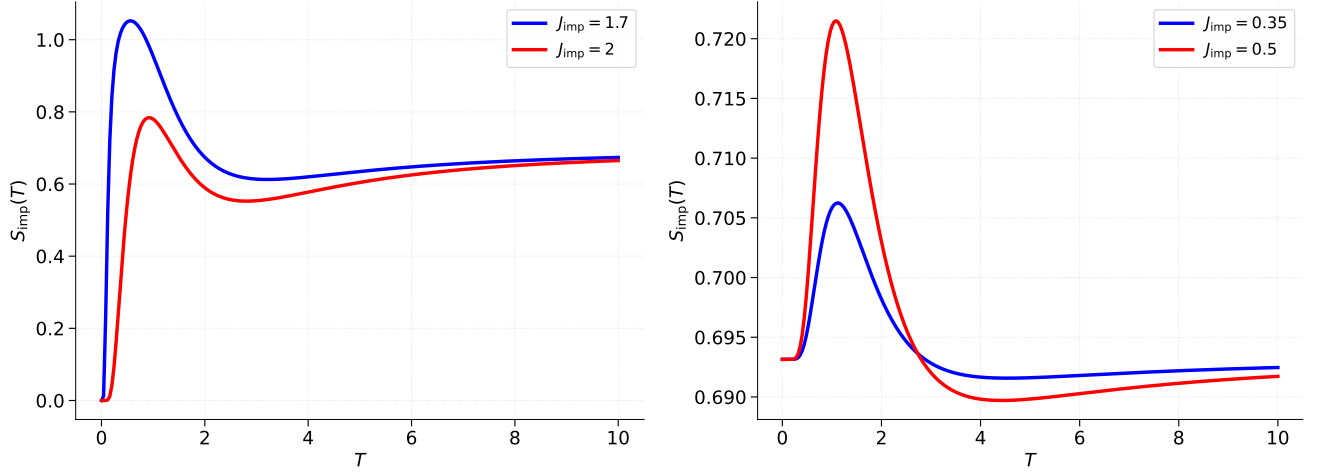 1.0
0.8
0.6
0.4
0.2
0.0
S_imp(T)
0 2 4 6 8 10
T
J_imp = 1.7
J_imp = 2
0.720
0.715
0.710
0.705
0.700
0.695
0.690
S_imp(T)
0 2 4 6 8 10
T
J_imp = 0.35
J_imp = 0.5